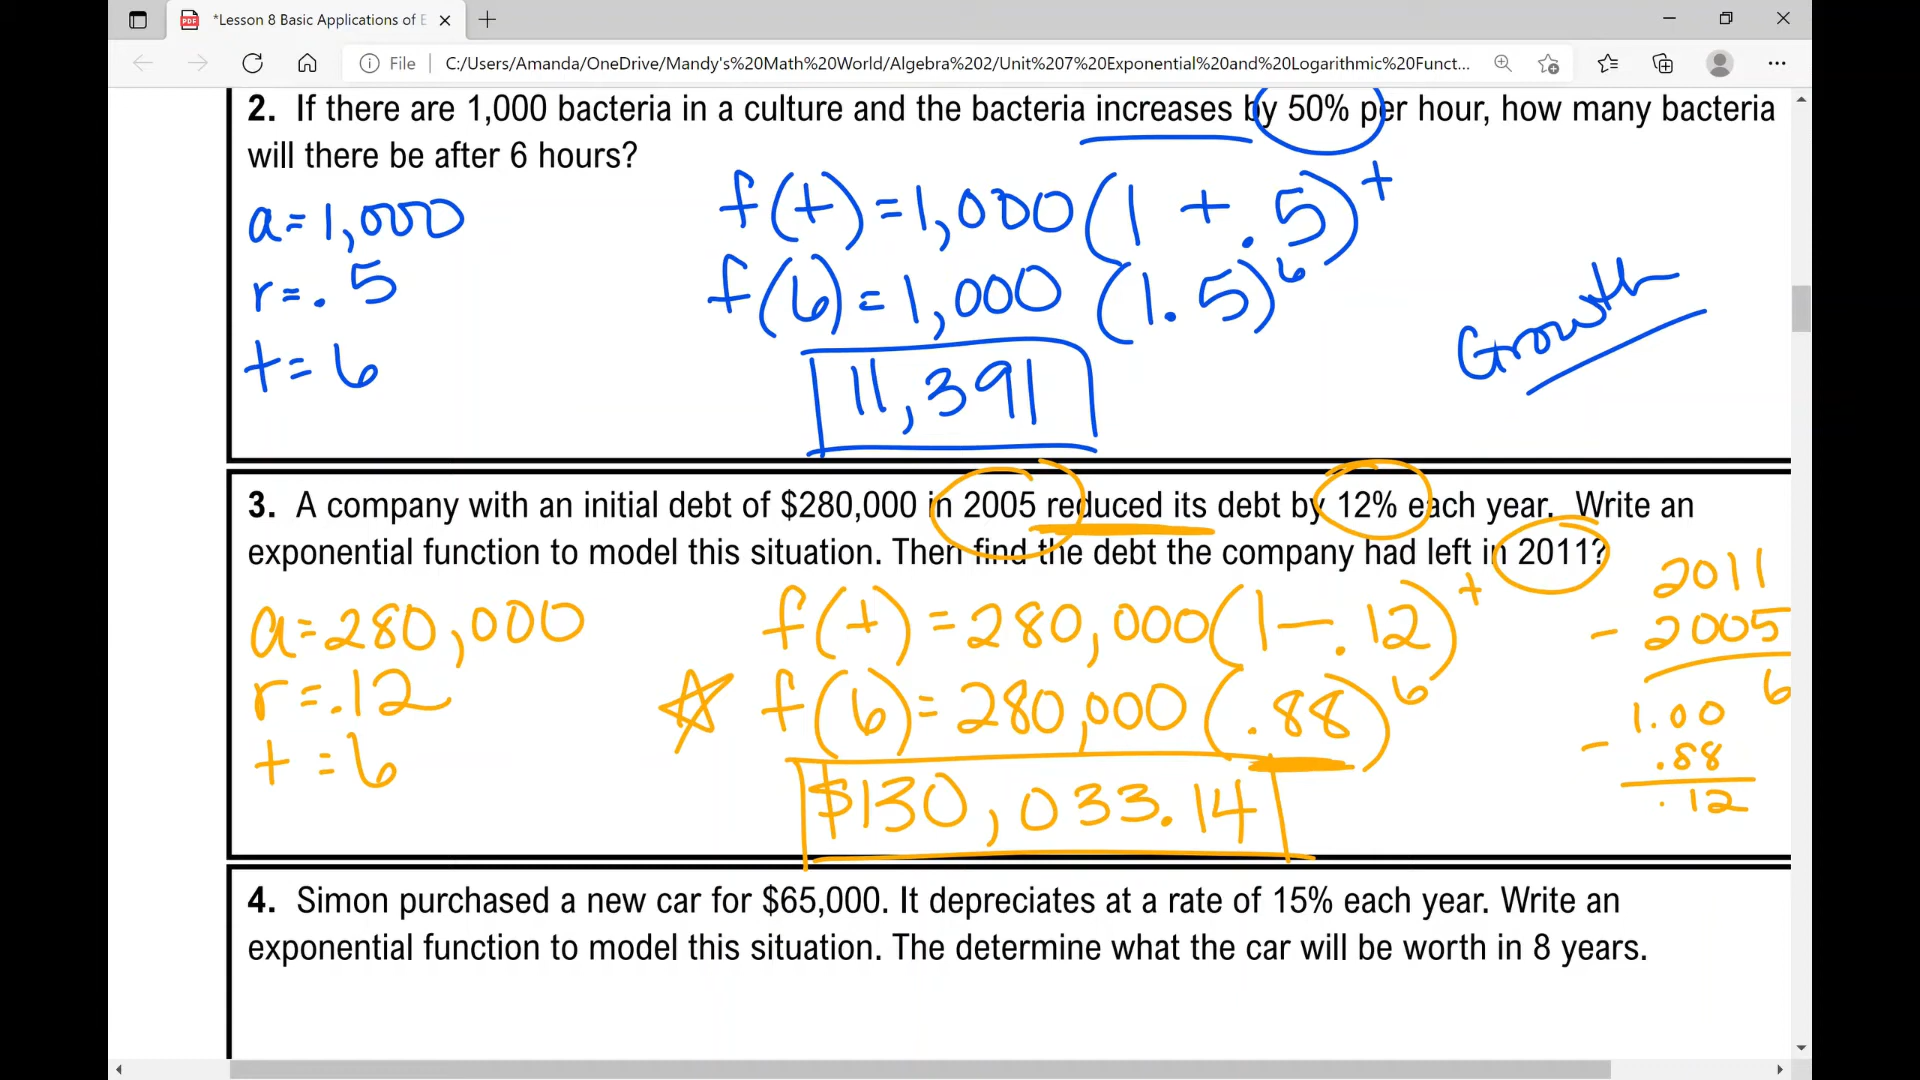 *Lesson 8 Basic Applications of E
File
C:/Users/Amanda/OneDrive/Mandy's%20Math%20World/Algebra%202/Unit%207%20Exponential%20and%20Logarithmic%20Funct...
2. If there are 1,000 bacteria in a culture and the bacteria increases by 50% per hour, how many bacteria
will there be after 6 hours?
a=1,000
r=.5
t=6
f(t)=1,000(1+.5)^t
f(6)=1,000(1.5)^6
11,391
Growth
3. A company with an initial debt of $280,000 in 2005 reduced its debt by 12% each year. Write an
exponential function to model this situation. Then find the debt the company had left in 2011?
a=280,000
r=.12
t=6
f(t)=280,000(1-.12)^t
f(6)=280,000(.88)^6
$130,033.14
2011
- 2005
6
1.00
- .88
.12
4. Simon purchased a new car for $65,000. It depreciates at a rate of 15% each year. Write an
exponential function to model this situation. The determine what the car will be worth in 8 years.